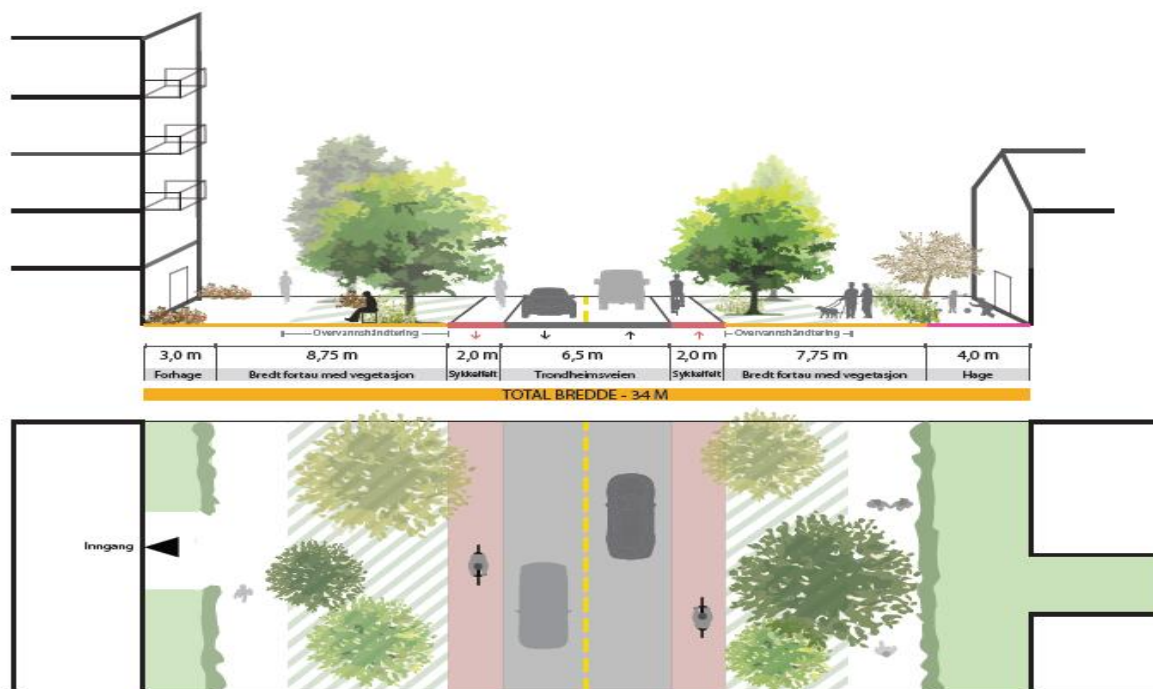 Overvannshåndtering
Overvannshåndtering
3,0 m 8,75 m 2,0 m 6,5 m 2,0 m 7,75 m 4,0 m
Forhage Bredt fortau med vegetasjon Sykkelfelt Trondheimsveien Sykkelfelt Bredt fortau med vegetasjon Hage
TOTAL BREDDE - 34 M
Inngang